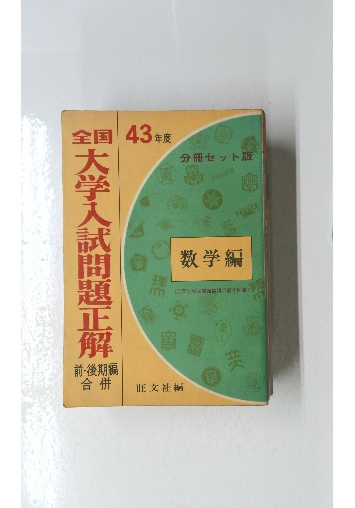 全国
大学入試問題正解
前・後期編
合併
43年度
分冊セット版
数学編
旺文社編